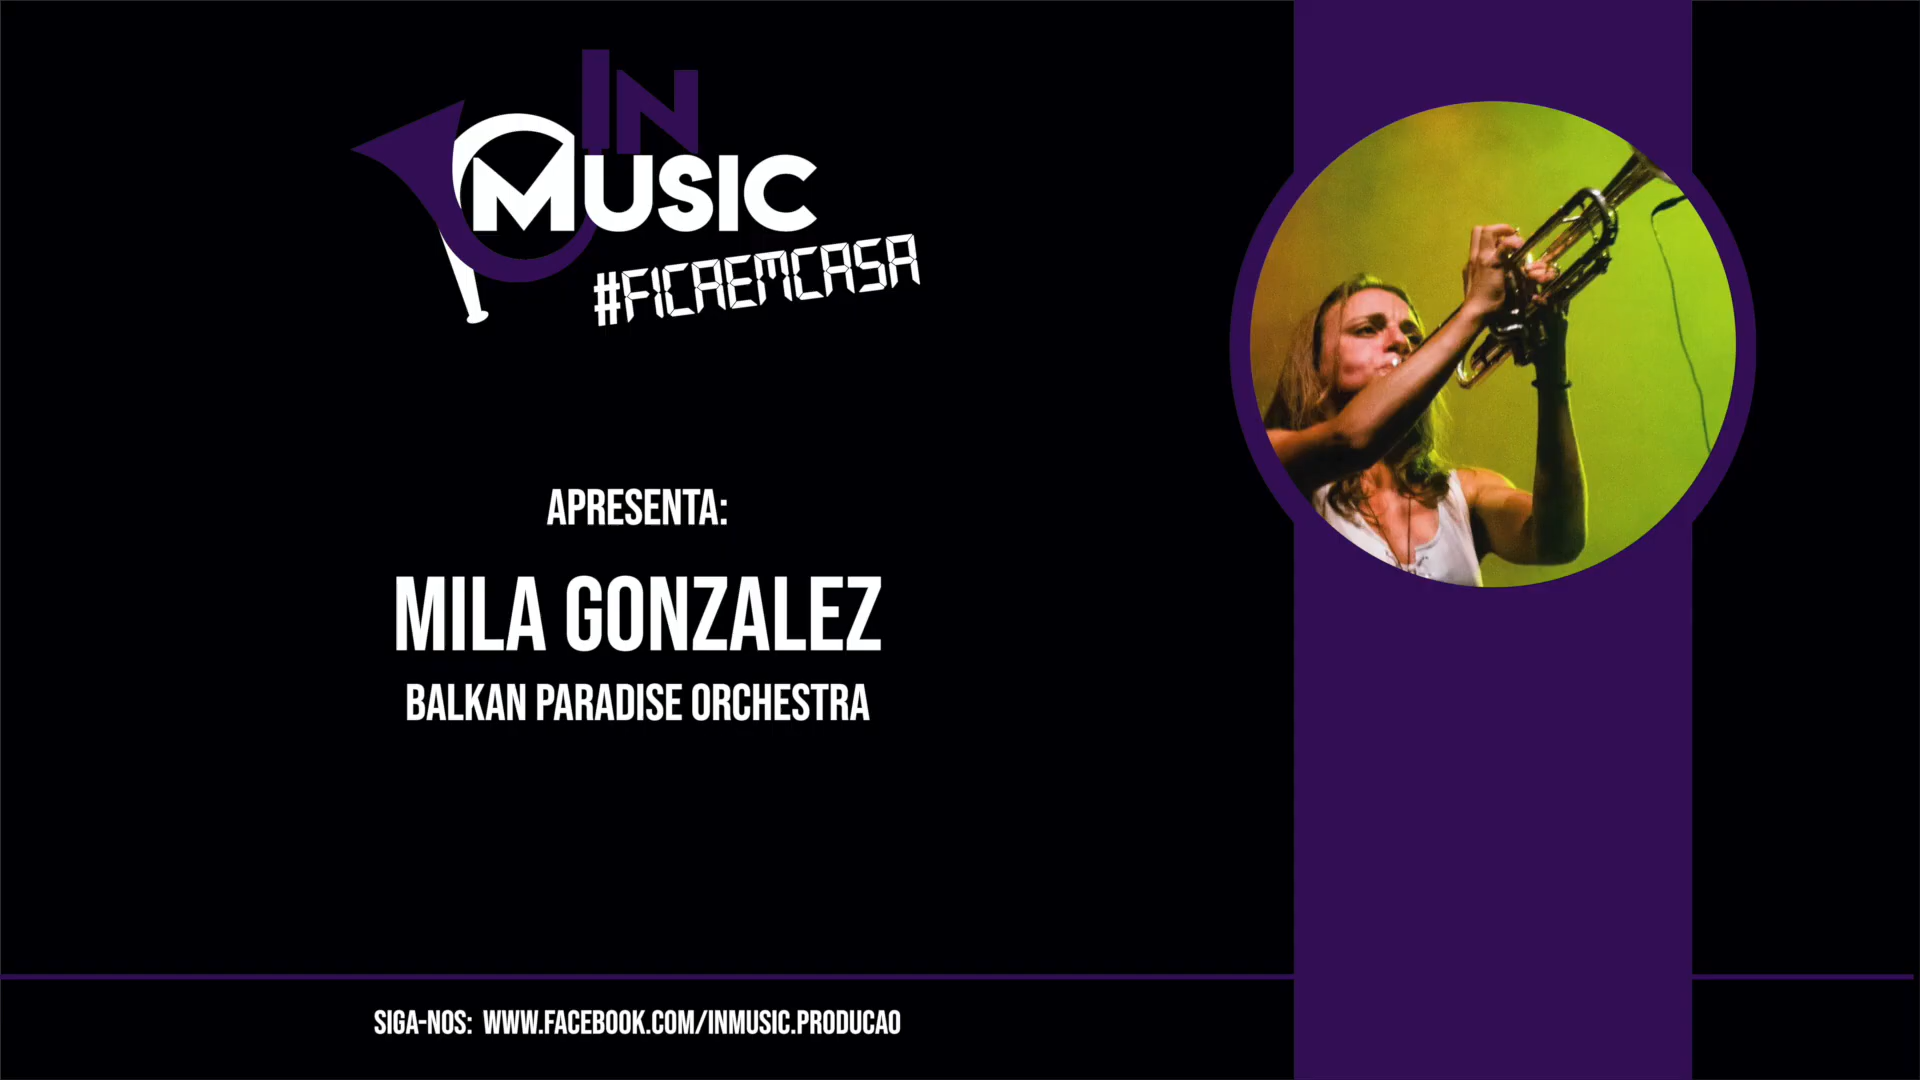 IN
MUSIC
#FICAEMCASA
APRESENTA:
MILA GONZALEZ
BALKAN PARADISE ORCHESTRA
SIGA-NOS: WWW.FACEBOOK.COM/INMUSIC.PRODUCAO